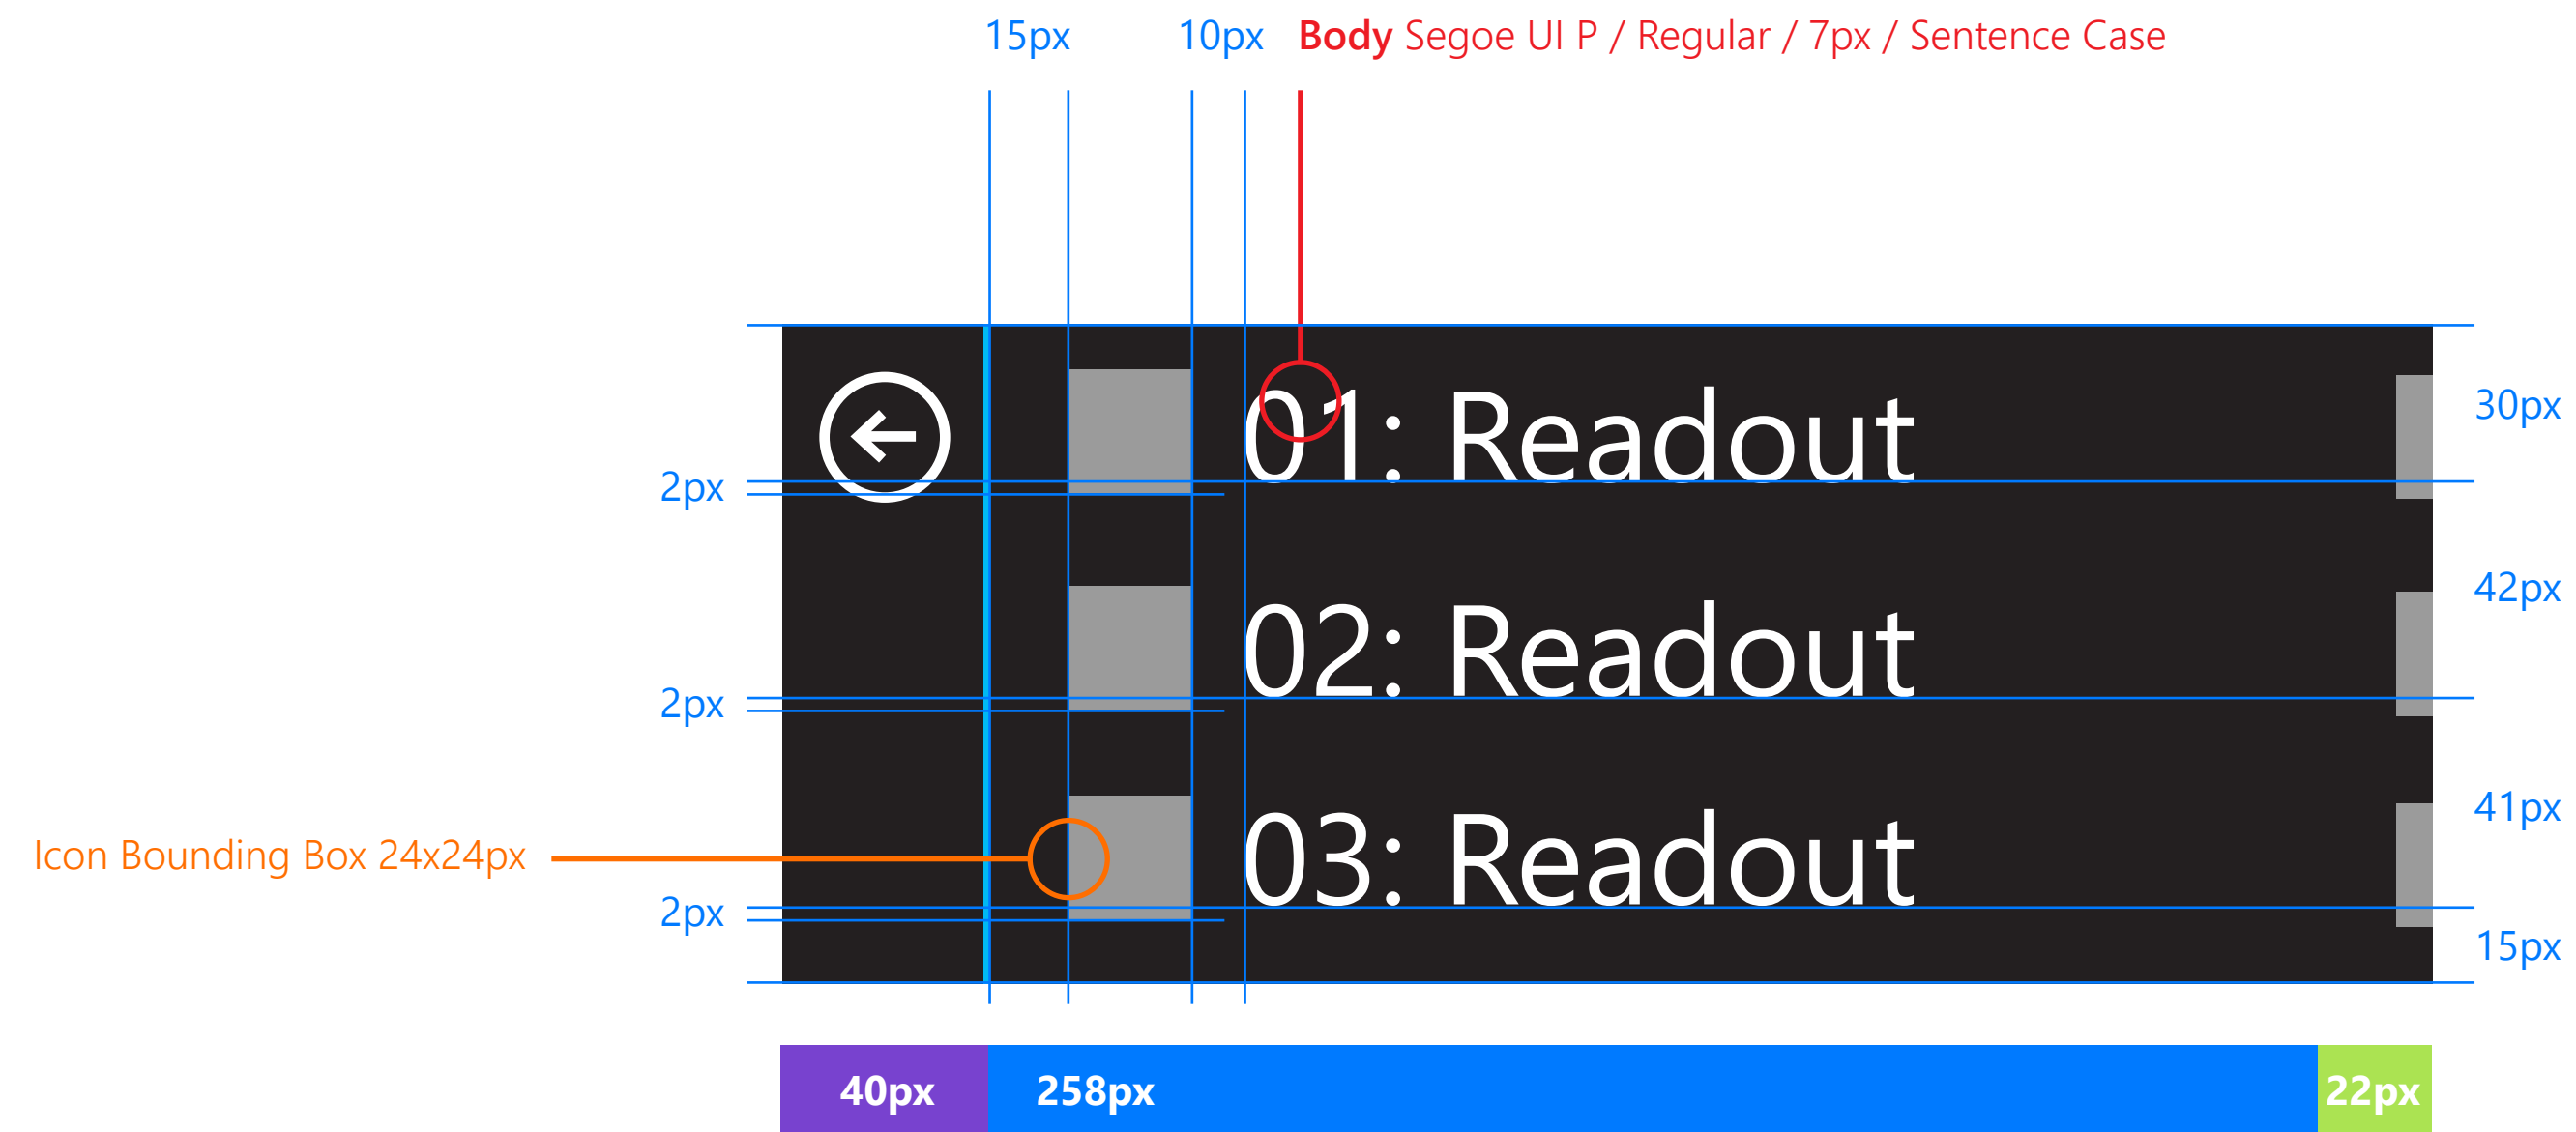 15px 10px Body Segoe UI P / Regular / 7px / Sentence Case
01: Readout
30px
2px
42px
02: Readout
2px
41px
03: Readout
Icon Bounding Box 24x24px
2px
15px
40px 258px 22px